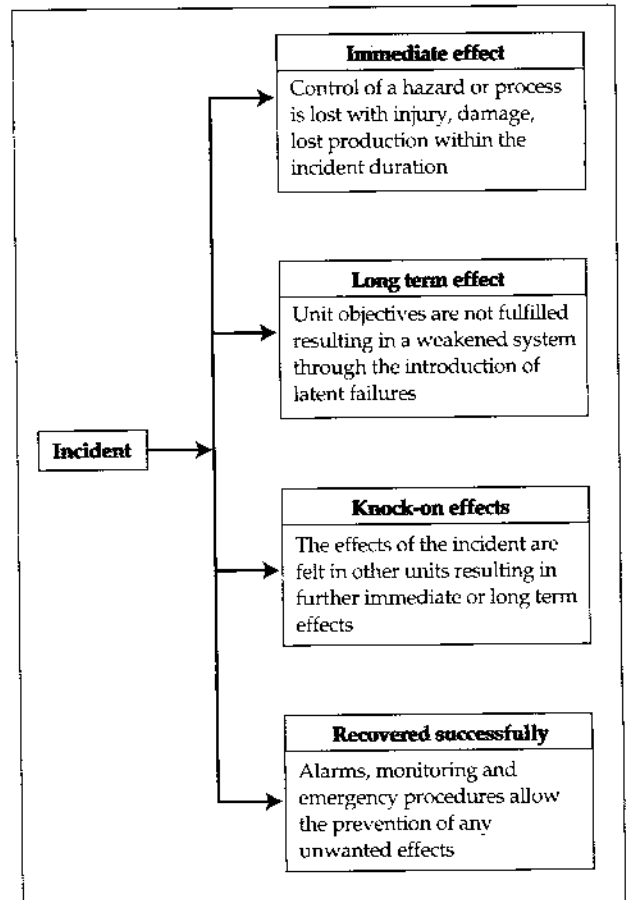 Immediate effect
Control of a hazard or process
is lost with injury, damage,
lost production within the
incident duration
Long term effect
Unit objectives are not fulfilled
resulting in a weakened system
through the introduction of
latent failures
Incident
Knock-on effects
The effects of the incident are
felt in other units resulting in
further immediate or long term
effects
Recovered successfully
Alarms, monitoring and
emergency procedures allow
the prevention of any
unwanted effects